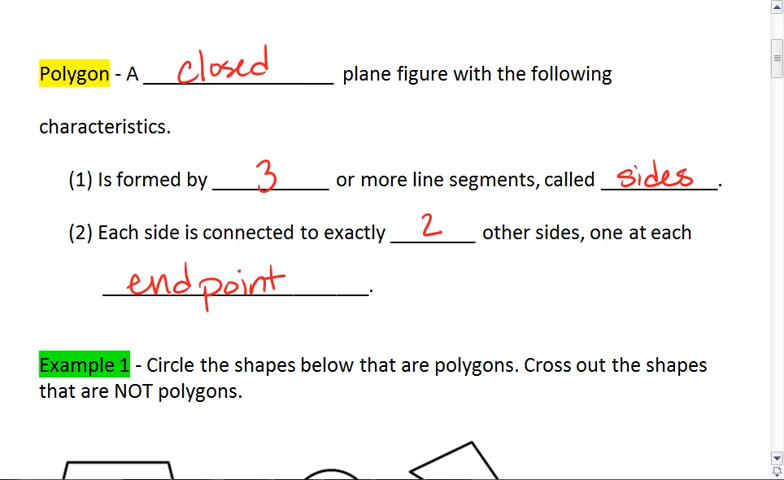 Polygon - A closed plane figure with the following
characteristics.
(1) Is formed by 3 or more line segments, called sides.
(2) Each side is connected to exactly 2 other sides, one at each
endpoint.
Example 1 - Circle the shapes below that are polygons. Cross out the shapes
that are NOT polygons.